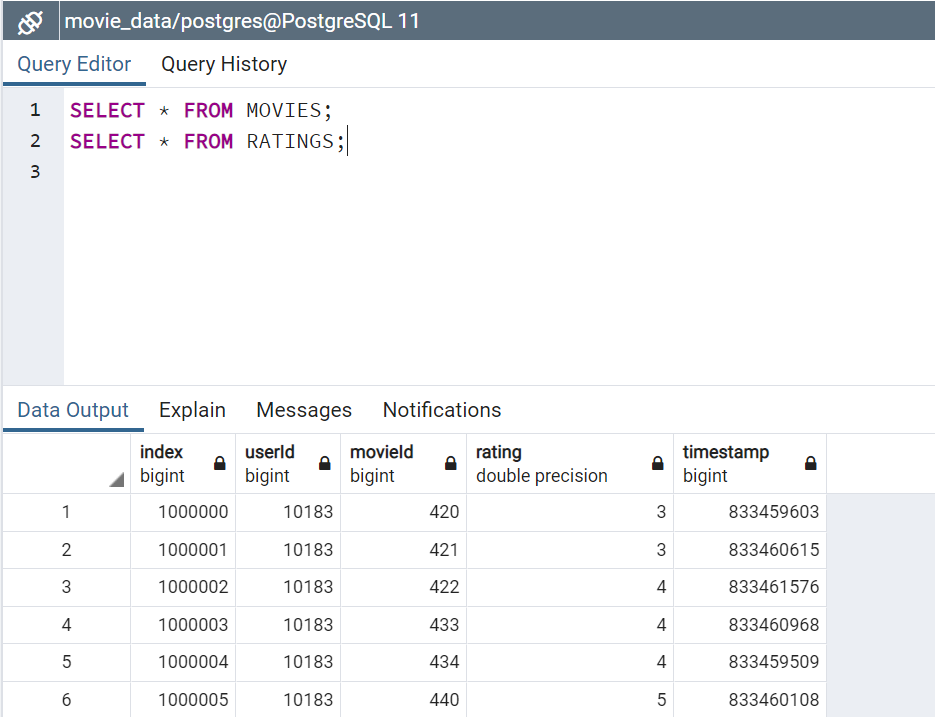 movie_data/postgres@PostgreSQL 11
Query Editor Query History
1 SELECT * FROM MOVIES;
2 SELECT * FROM RATINGS;
3
Data Output Explain Messages Notifications
index userId movieId rating timestamp
bigint bigint bigint double precision bigint
1 1000000 10183 420 3 833459603
2 1000001 10183 421 3 833460615
3 1000002 10183 422 4 833461576
4 1000003 10183 433 4 833460968
5 1000004 10183 434 4 833459509
6 1000005 10183 440 5 833460108